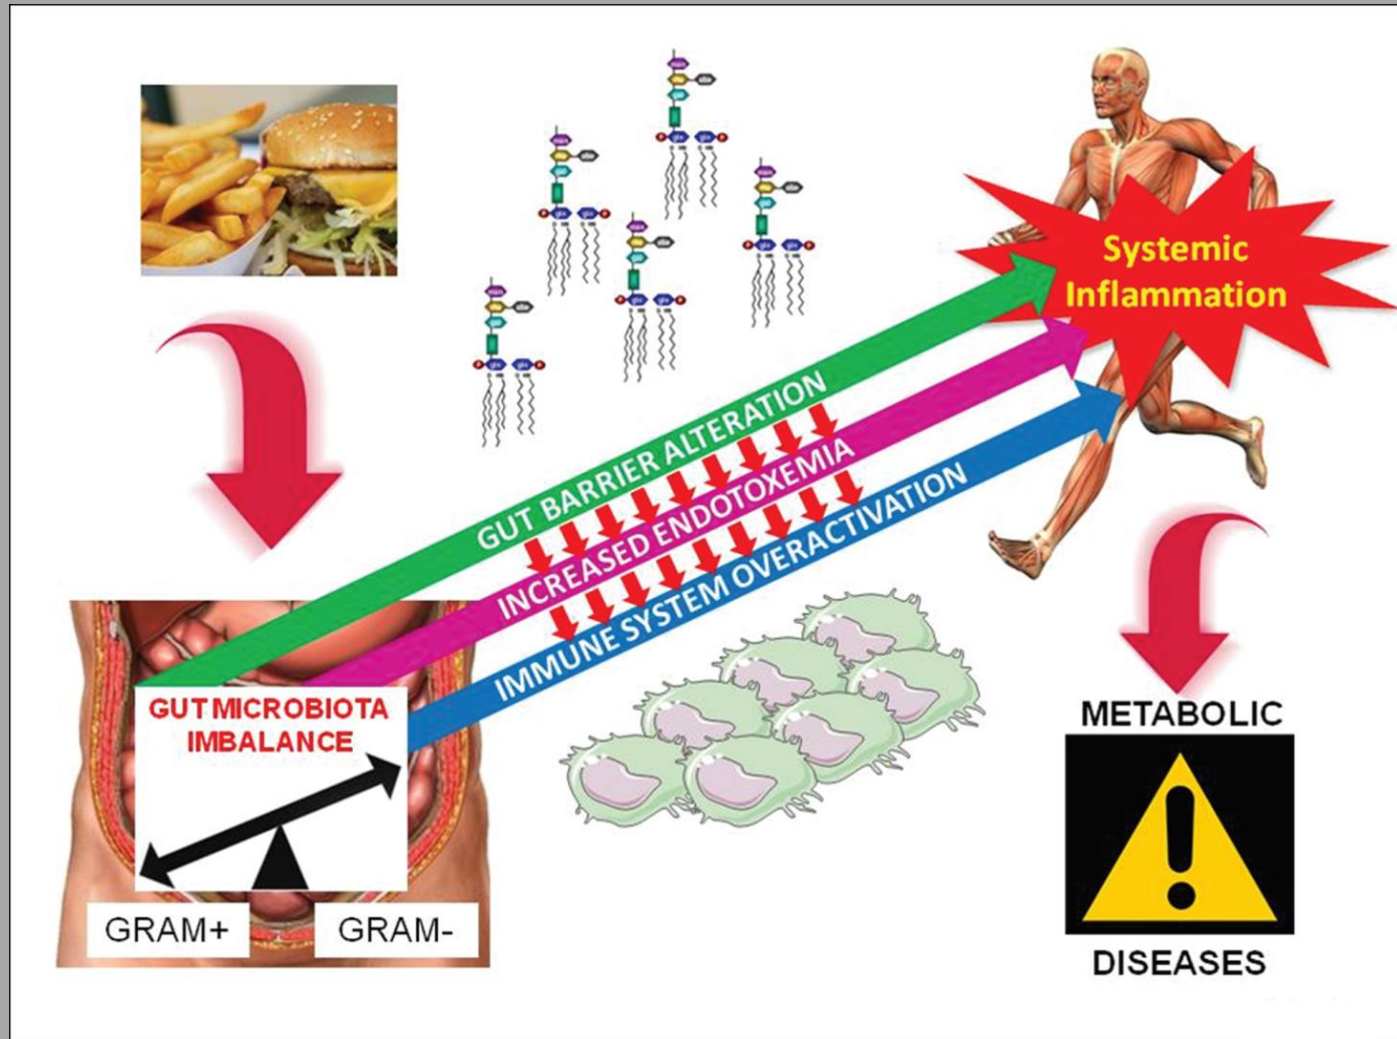 Systemic
Inflammation
GUT BARRIER ALTERATION
INCREASED ENDOTOXEMIA
IMMUNE SYSTEM OVERACTIVATION
GUT MICROBIOTA
IMBALANCE
GRAM+
GRAM-
METABOLIC
DISEASES